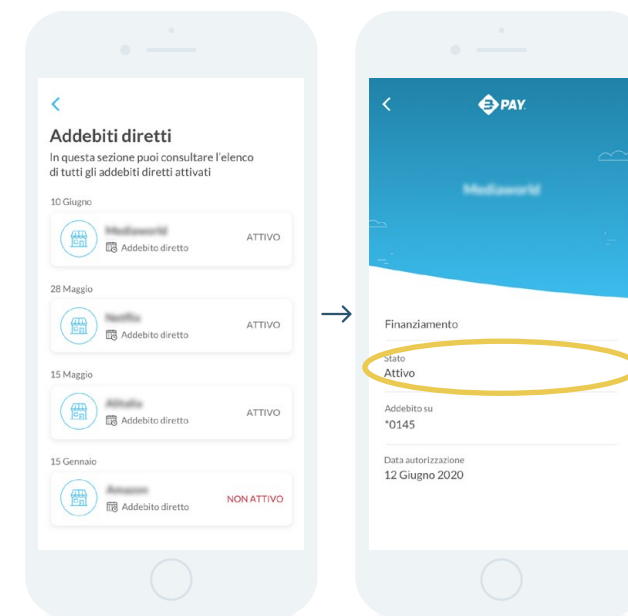 Addebiti diretti
In questa sezione puoi consultare l'elenco
di tutti gli addebiti diretti attivati
10 Giugno
Addebito diretto
ATTIVO
28 Maggio
Addebito diretto
ATTIVO
15 Maggio
Addebito diretto
ATTIVO
15 Gennaio
Addebito diretto
NON ATTIVO
PAY
Finanziamento
Stato
Attivo
Addebito su
*0145
Data autorizzazione
12 Giugno 2020